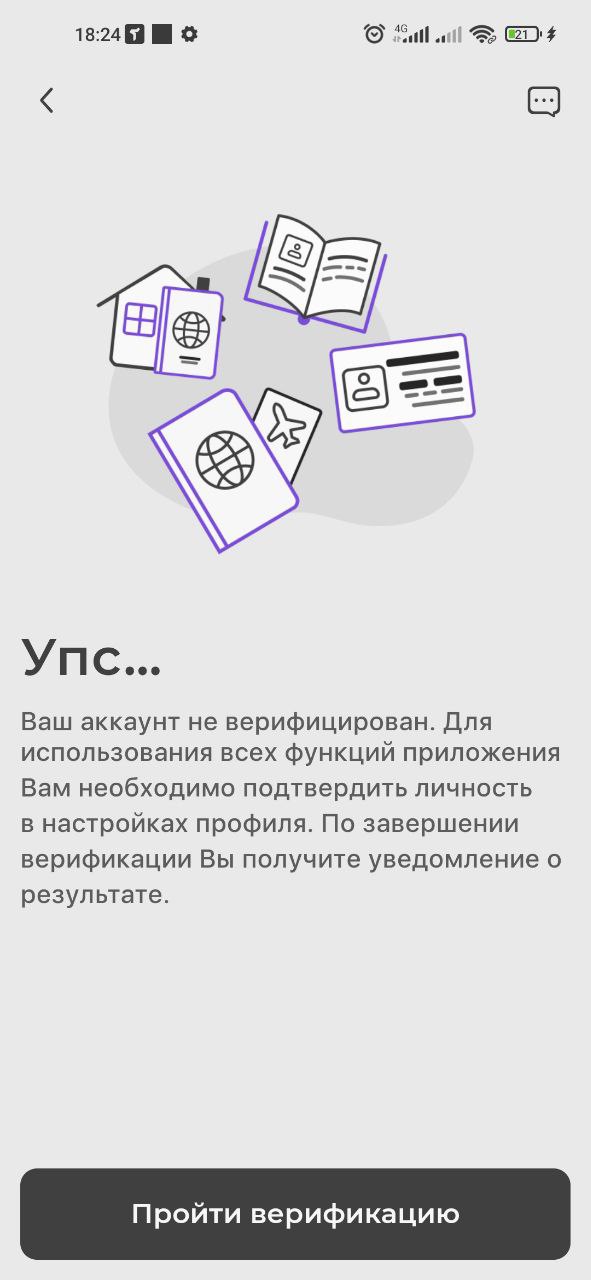 18:24 4G 21
Упс...
Ваш аккаунт не верифицирован. Для
использования всех функций приложения
Вам необходимо подтвердить личность
в настройках профиля. По завершении
верификации Вы получите уведомление о
результате.
Пройти верификацию